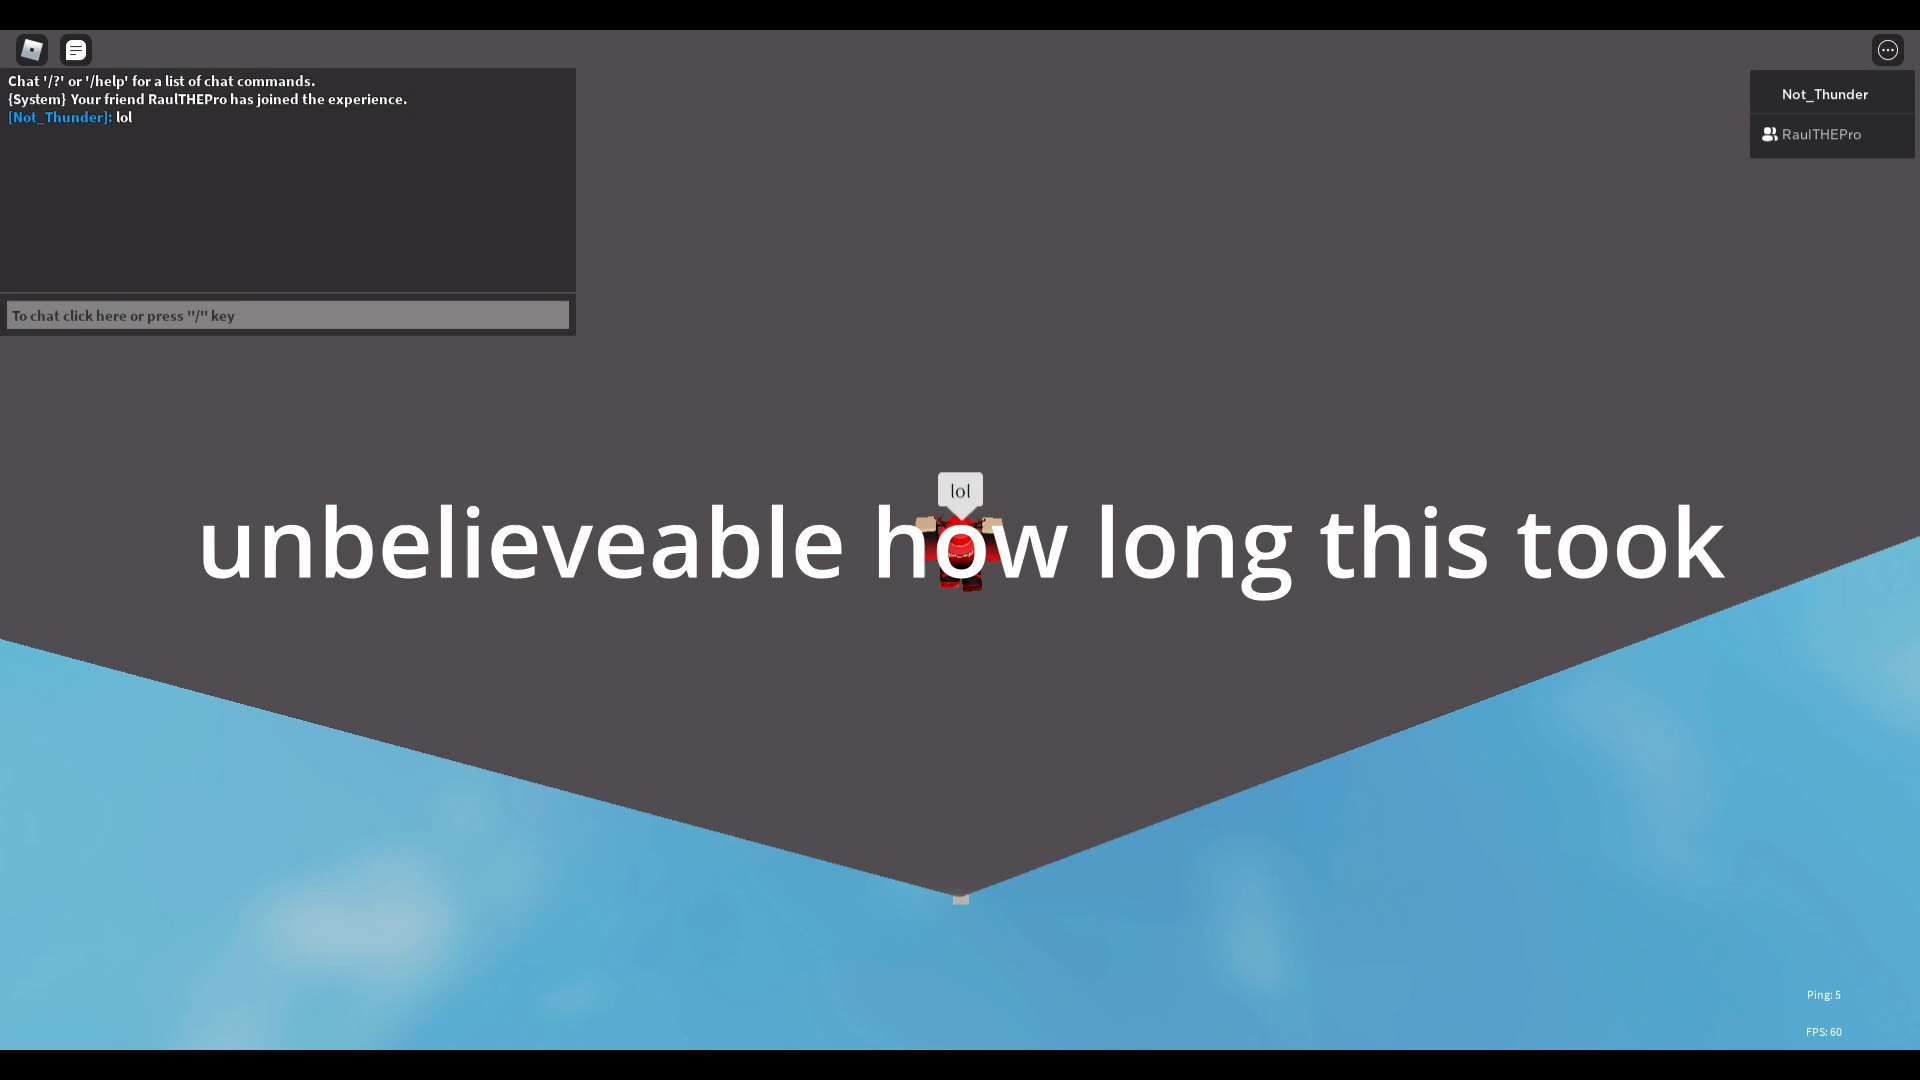 Chat '/?' or '/help' for a list of chat commands.
{System} Your friend RaulTHEPro has joined the experience.
[Not_Thunder]: lol
To chat click here or press "/" key
Not_Thunder
RaulTHEPro
lol
unbelieveable how long this took
Ping: 5
FPS: 60